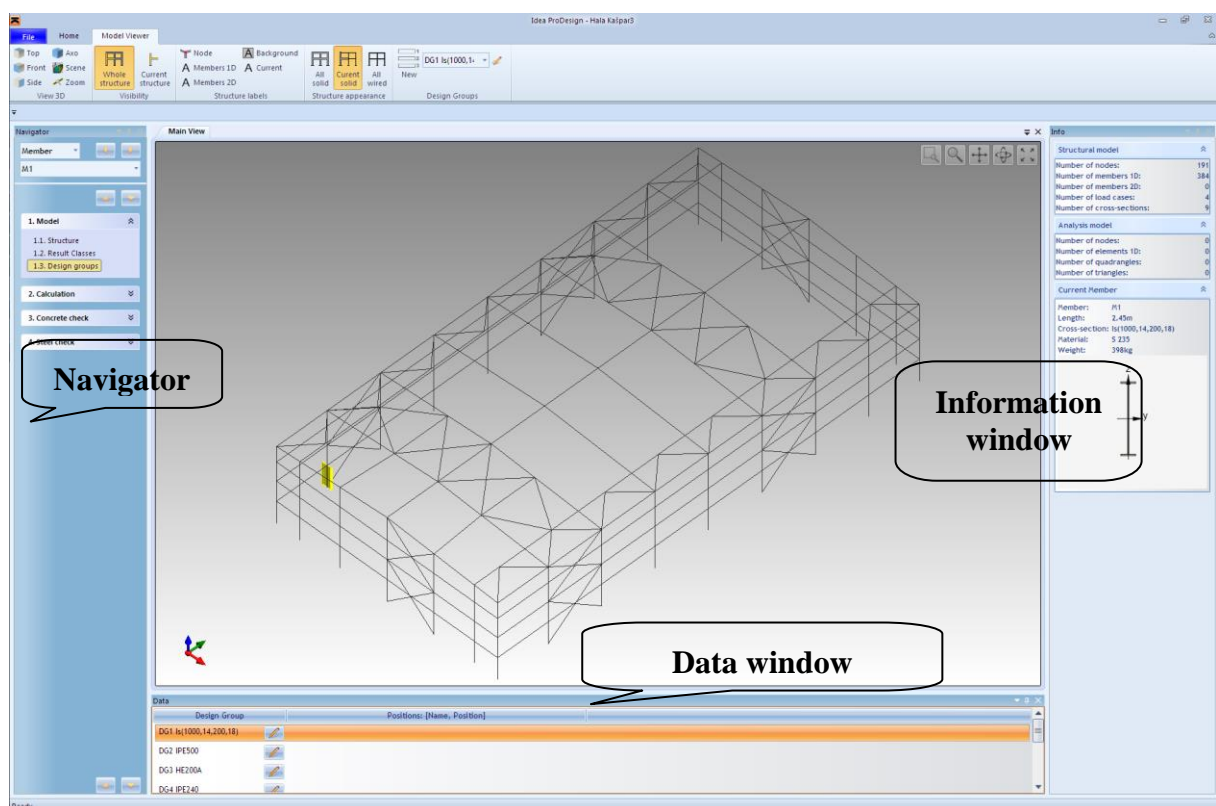 Idea ProDesign - Hala Kašpar3
File Home Model Viewer
Top Axo
Front Scene
Side Zoom
View 3D
Whole structure
Current structure
Visibility
Node Background
Members 1D Current
Members 2D
Structure labels
All solid
Curent solid
All wired
Structure appearance
New
DG1 Is(1000,1
Design Groups
Navigator
Member
M1
1. Model
1.1. Structure
1.2. Result Classes
1.3. Design groups
2. Calculation
3. Concrete check
4. Steel check
Navigator
Main View
Info
Structural model
Number of nodes: 191
Number of members 1D: 384
Number of members 2D: 0
Number of load cases: 4
Number of cross-sections: 9
Analysis model
Number of nodes: 0
Number of elements 1D: 0
Number of quadrangles: 0
Number of triangles: 0
Current Member
Member: M1
Length: 2.45m
Cross-section: Is(1000,14,200,18)
Material: S 235
Weight: 398kg
z
y
Information
window
Data window
Data
Design Group Positions: [Name, Position]
DG1 Is(1000,14,200,18)
DG2 IPE500
DG3 HE200A
DG4 IPE240
Ready